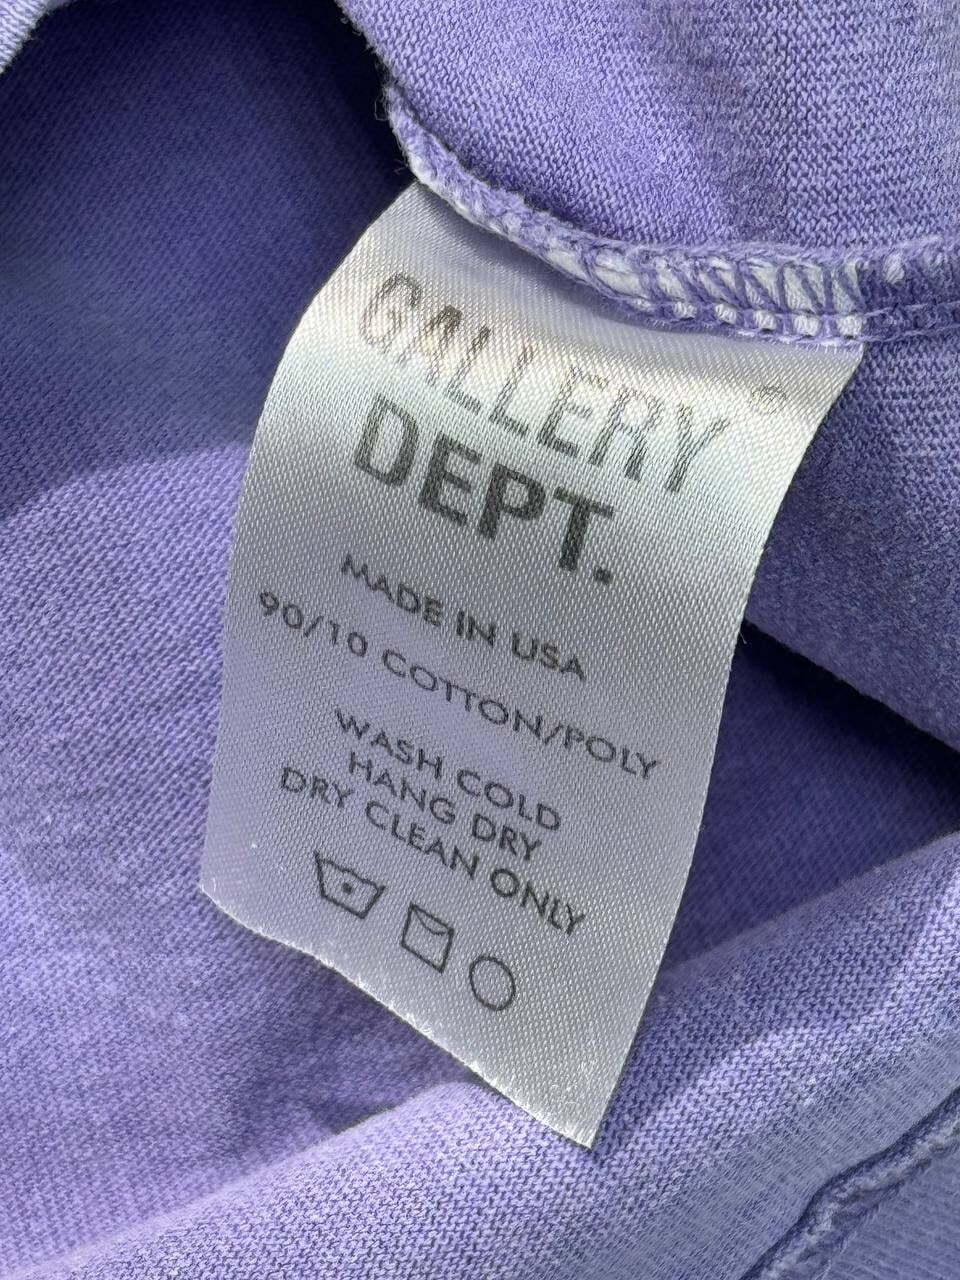 GALLERY
DEPT.
MADE IN USA
90/10 COTTON/POLY
WASH COLD
HANG DRY
DRY CLEAN ONLY